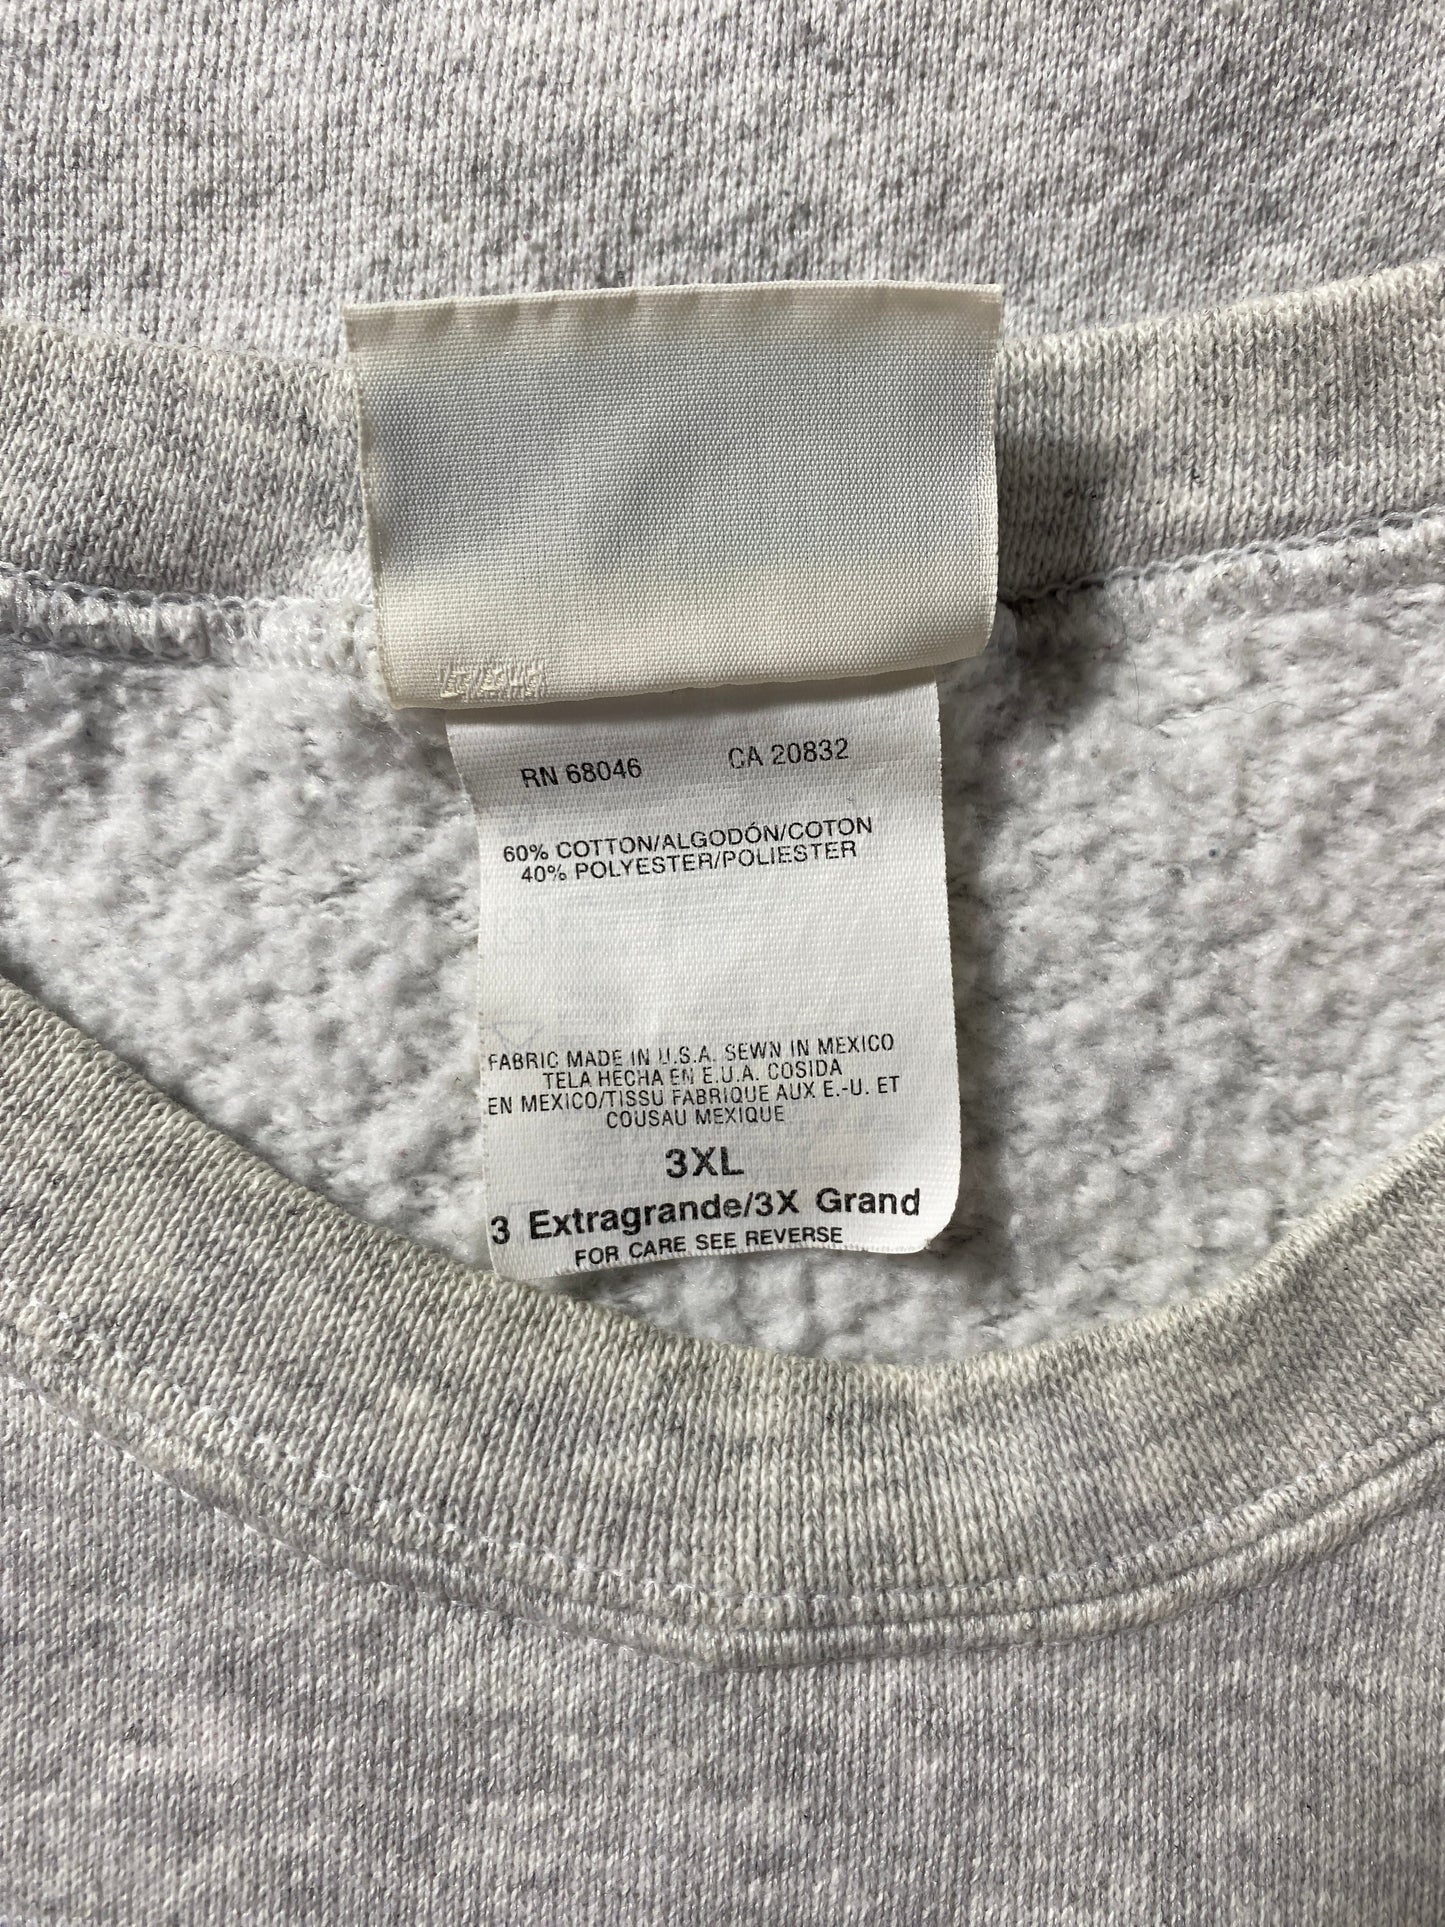 RN 68046 CA 20832
60% COTTON/ALGODÓN/COTON
40% POLYESTER/POLIESTER
FABRIC MADE IN U.S.A. SEWN IN MEXICO
TELA HECHA EN E.U.A. COSIDA
EN MEXICO/TISSU FABRIQUE AUX E.-U. ET
COUSAU MEXIQUE
3XL
3 Extragrande/3X Grand
FOR CARE SEE REVERSE